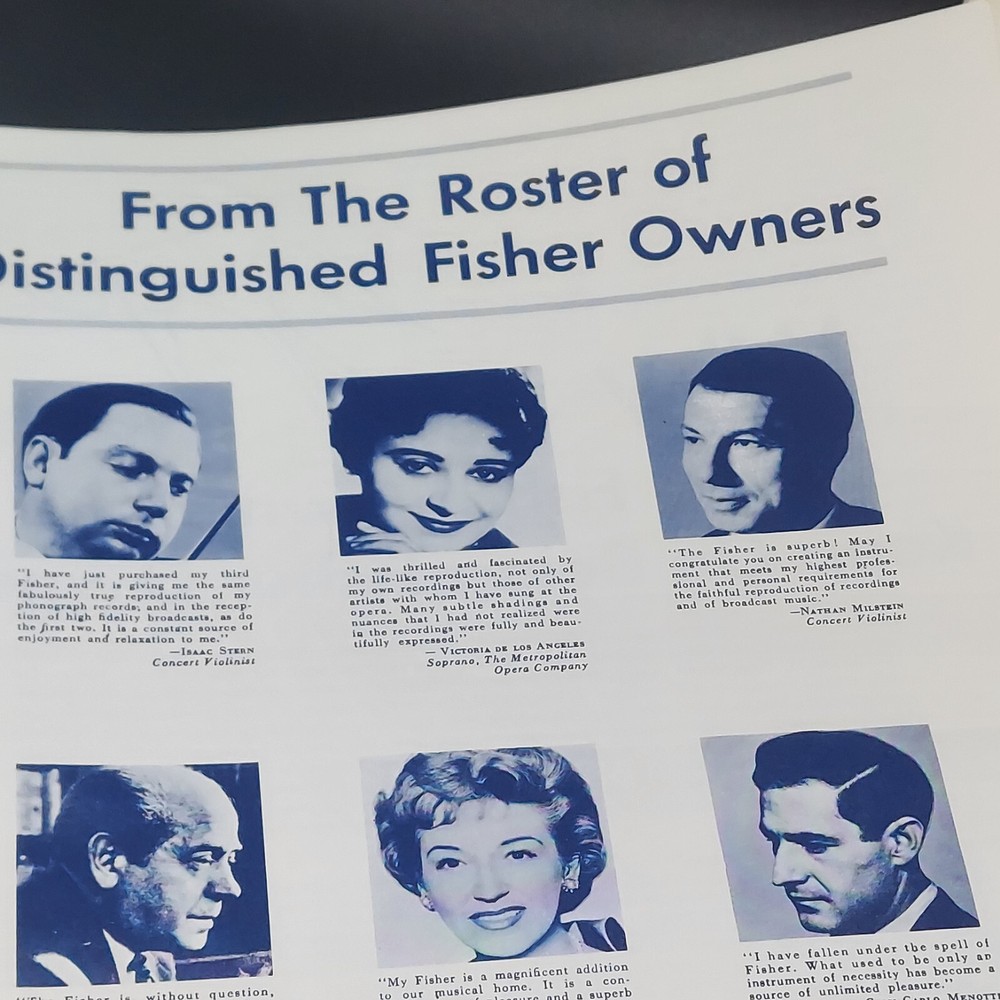 From The Roster of
Distinguished Fisher Owners
"I have just purchased my third
Fisher, and it is giving me the same
fabulously true reproduction of my
phonograph records; and in the recep-
tion of high fidelity broadcasts, as do
the first two. It is a constant source of
enjoyment and relaxation to me."
—ISAAC STERN
Concert Violinist
"I was thrilled and fascinated by
the life-like reproduction, not only of
my own recordings but those of other
artists with whom I have sung at the
opera. Many subtle shadings and
nuances that I had not realized were
in the recordings were fully and beau-
tifully expressed."
— VICTORIA DE LOS ANGELES
Soprano, The Metropolitan
Opera Company
"The Fisher is superb! May I
congratulate you on creating an instru-
ment that meets my highest profes-
sional and personal requirements for
the faithful reproduction of recordings
and of broadcast music."
—NATHAN MILSTEIN
Concert Violinist
"The Fisher is, without question,
"My Fisher is a magnificent addition
to our musical home. It is a con-
and a superb
"I have fallen under the spell of
Fisher. What used to be only an
instrument of necessity has become a
source of unlimited pleasure."
MENOTTI